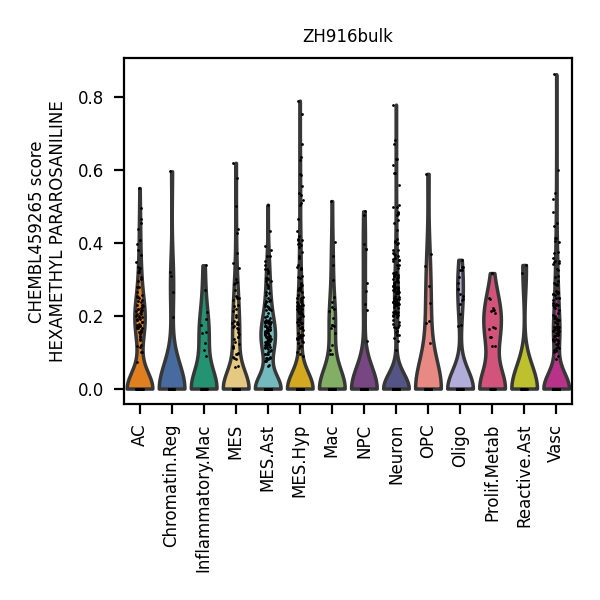 ZH916bulk
CHEMBL459265 score
HEXAMETHYL PARAROSANILINE
0.8
0.6
0.4
0.2
0.0
AC
Chromatin.Reg
Inflammatory.Mac
MES
MES.Ast
MES.Hyp
Mac
NPC
Neuron
OPC
Oligo
Prolif.Metab
Reactive.Ast
Vasc